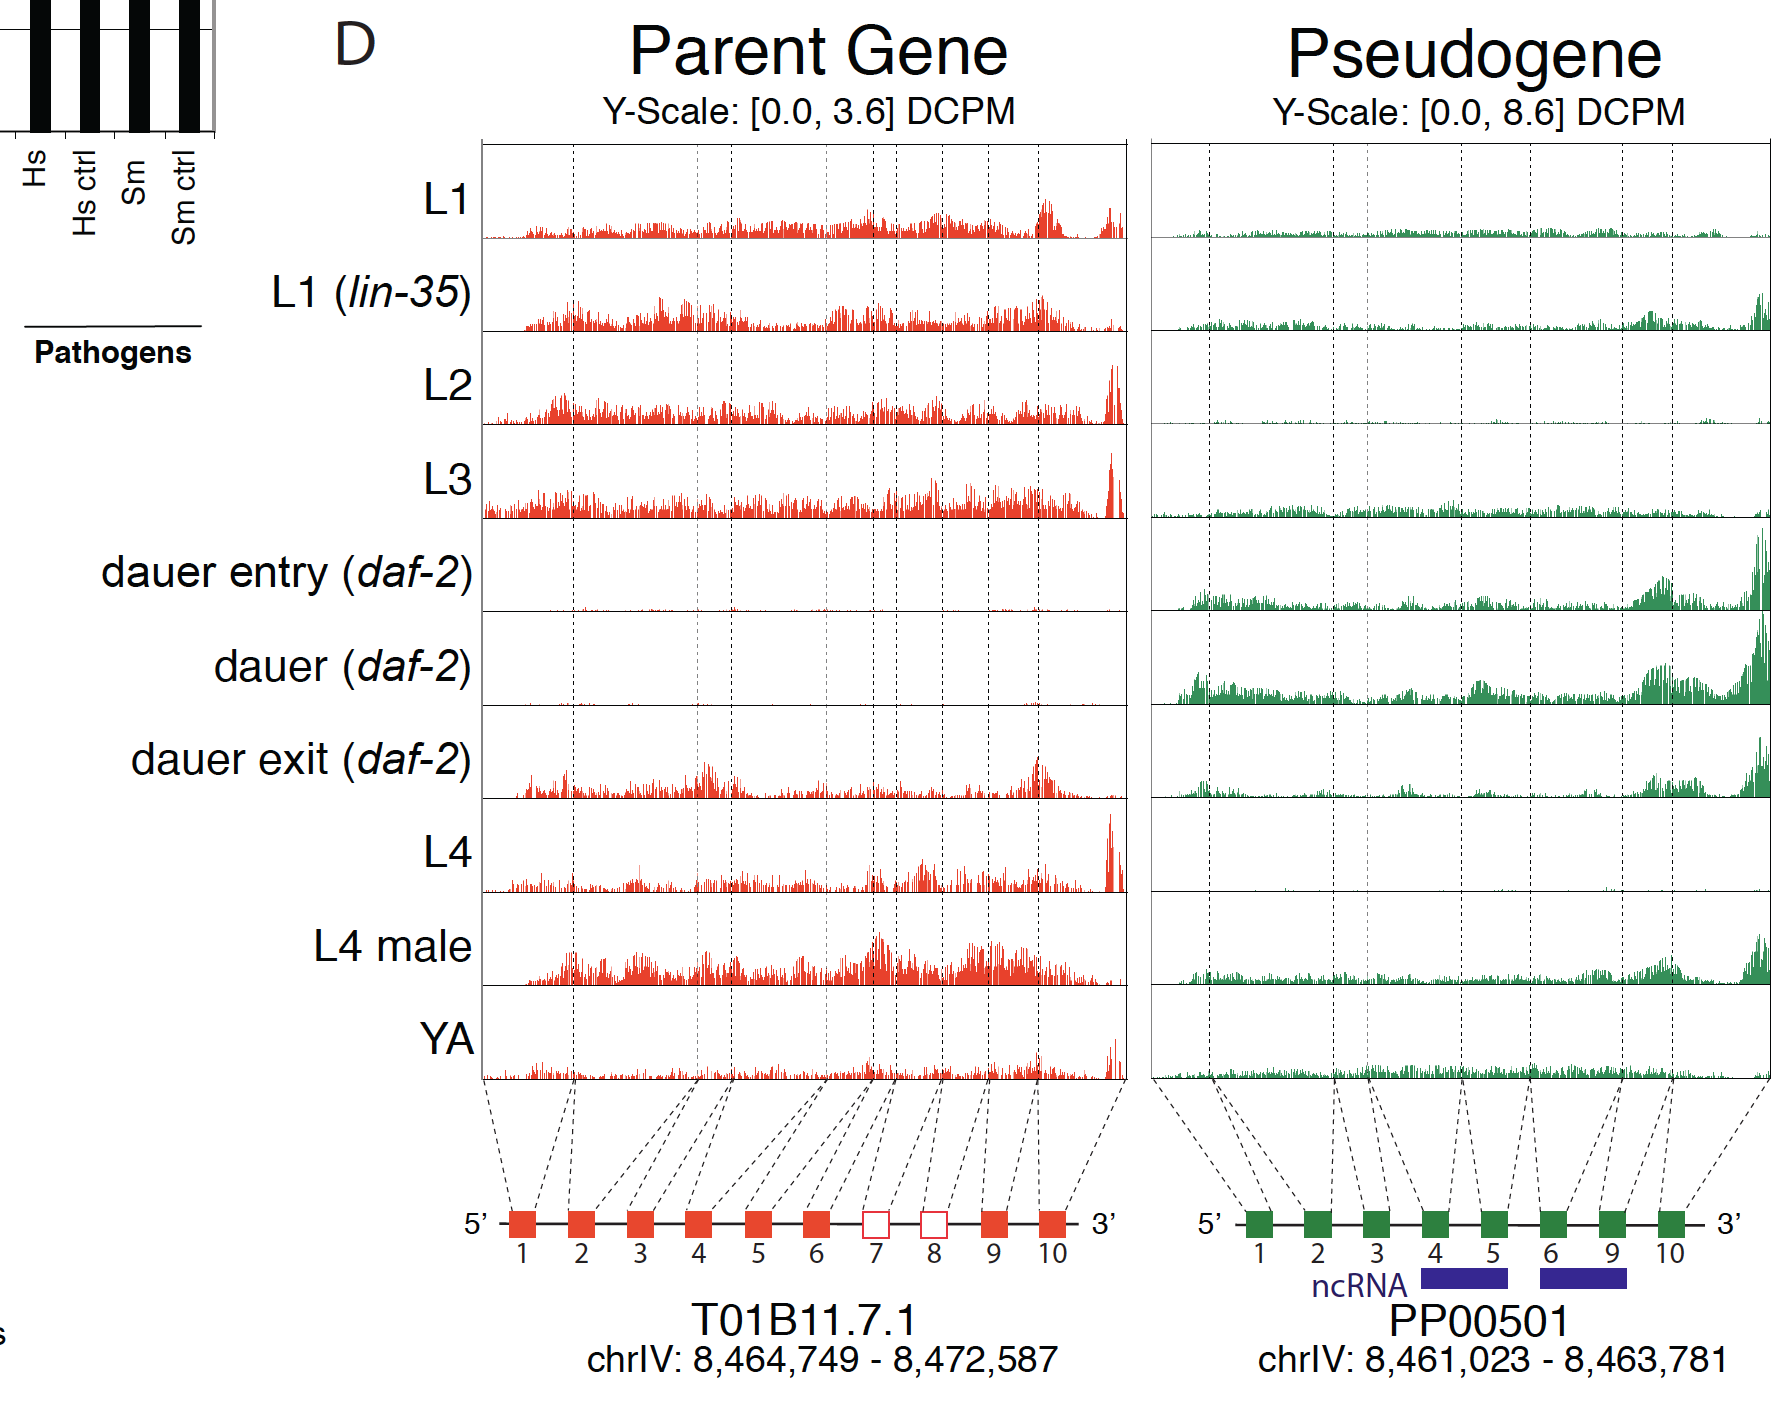 D
Parent Gene
Y-Scale: [0.0, 3.6] DCPM
Pseudogene
Y-Scale: [0.0, 8.6] DCPM
Hs
Hs ctrl
Sm
Sm ctrl
Pathogens
L1
L1 (lin-35)
L2
L3
dauer entry (daf-2)
dauer (daf-2)
dauer exit (daf-2)
L4
L4 male
YA
5’ 3’
1 2 3 4 5 6 7 8 9 10
T01B11.7.1
chrIV: 8,464,749 - 8,472,587
5’ 3’
1 2 3 4 5 6 9 10
ncRNA
PP00501
chrIV: 8,461,023 - 8,463,781
s